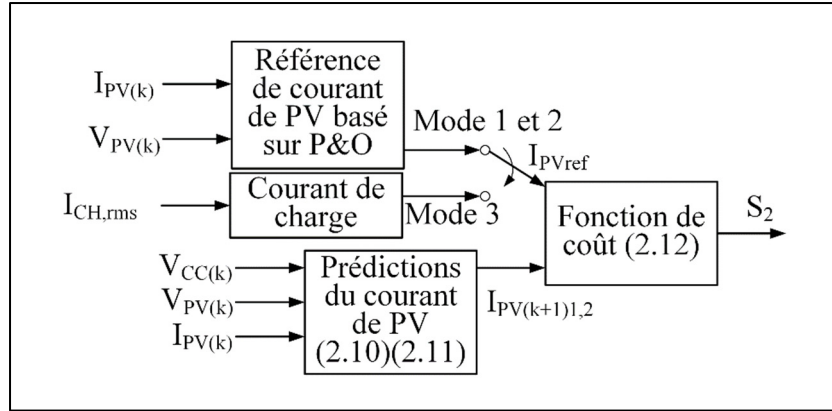 I_PV(k)
V_PV(k)
Référence
de courant
de PV basé
sur P&O
Mode 1 et 2
I_PVref
I_CH,rms
Courant de
charge
Mode 3
V_CC(k)
V_PV(k)
I_PV(k)
Prédictions
du courant
de PV
(2.10)(2.11)
I_PV(k+1)1,2
Fonction de
coût (2.12)
S_2